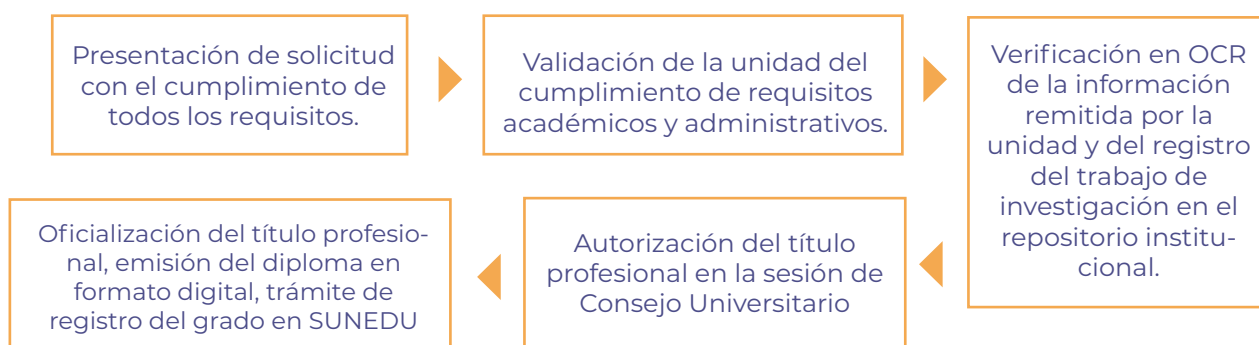 Presentación de solicitud
con el cumplimiento de
todos los requisitos.
Validación de la unidad del
cumplimiento de requisitos
académicos y administrativos.
Verificación en OCR
de la información
remitida por la
unidad y del registro
del trabajo de
investigación en el
repositorio institu-
cional.
Autorización del título
profesional en la sesión de
Consejo Universitario
Oficialización del título profesio-
nal, emisión del diploma en
formato digital, trámite de
registro del grado en SUNEDU